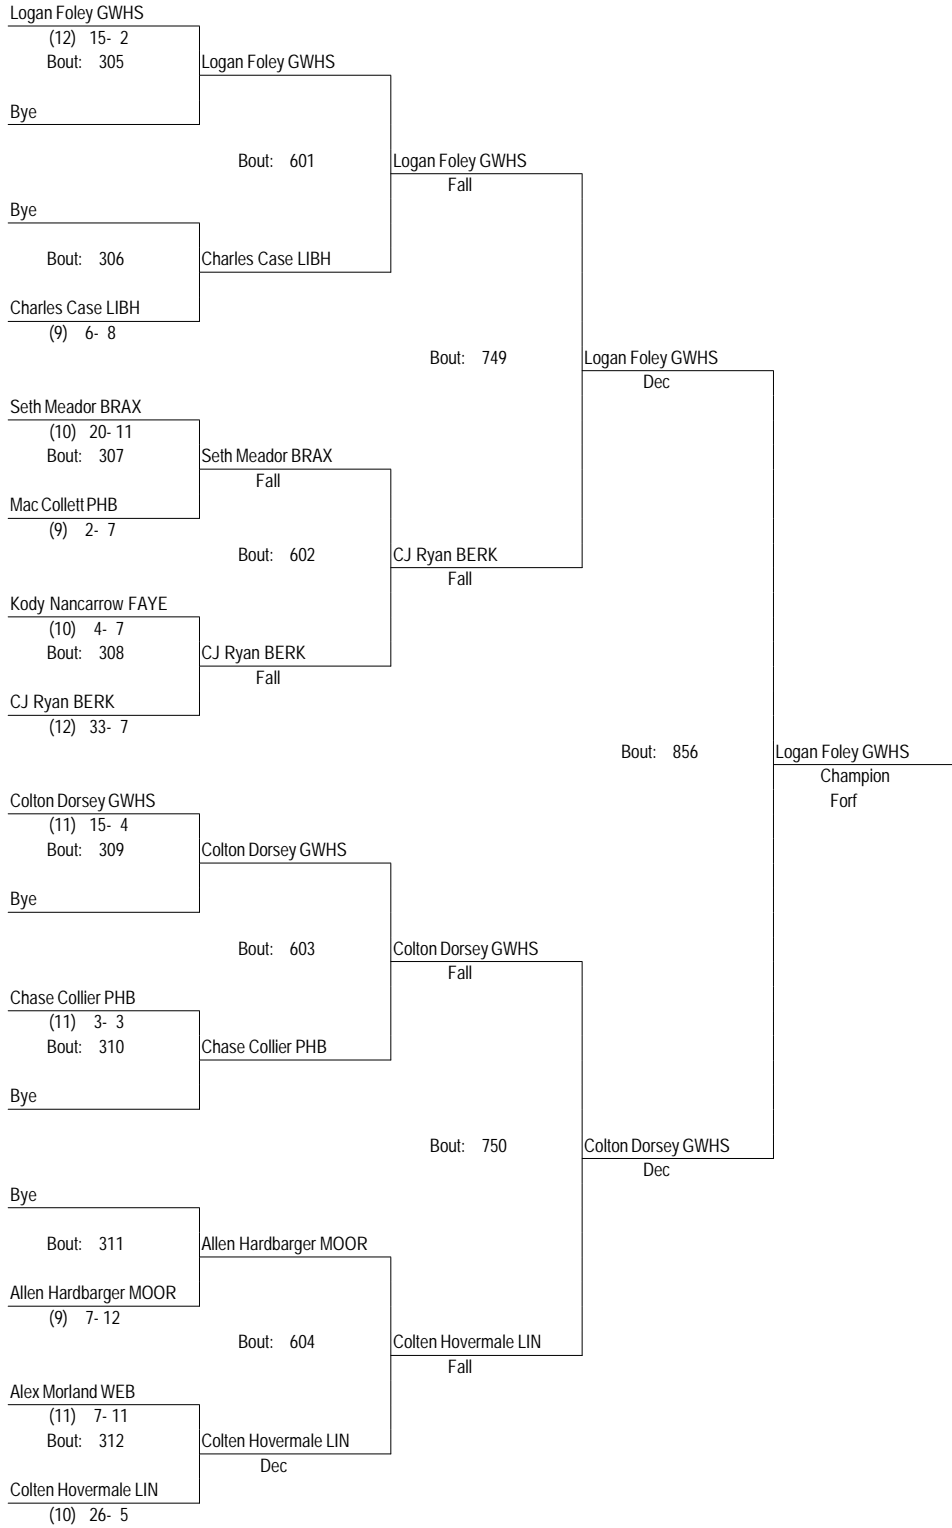 Logan Foley GWHS
(12) 15- 2
Bout: 305
Logan Foley GWHS
Bye
Bout: 601
Logan Foley GWHS
Fall
Bye
Bout: 306
Charles Case LIBH
Charles Case LIBH
(9) 6- 8
Bout: 749
Logan Foley GWHS
Dec
Seth Meador BRAX
(10) 20- 11
Bout: 307
Seth Meador BRAX
Fall
Mac Collett PHB
(9) 2- 7
Bout: 602
CJ Ryan BERK
Fall
Kody Nancarrow FAYE
(10) 4- 7
Bout: 308
CJ Ryan BERK
Fall
CJ Ryan BERK
(12) 33- 7
Bout: 856
Logan Foley GWHS
Champion
Forf
Colton Dorsey GWHS
(11) 15- 4
Bout: 309
Colton Dorsey GWHS
Bye
Bout: 603
Colton Dorsey GWHS
Fall
Chase Collier PHB
(11) 3- 3
Bout: 310
Chase Collier PHB
Bye
Bout: 750
Colton Dorsey GWHS
Dec
Bye
Bout: 311
Allen Hardbarger MOOR
Allen Hardbarger MOOR
(9) 7- 12
Bout: 604
Colten Hovermale LIN
Fall
Alex Morland WEB
(11) 7- 11
Bout: 312
Colten Hovermale LIN
Dec
Colten Hovermale LIN
(10) 26- 5